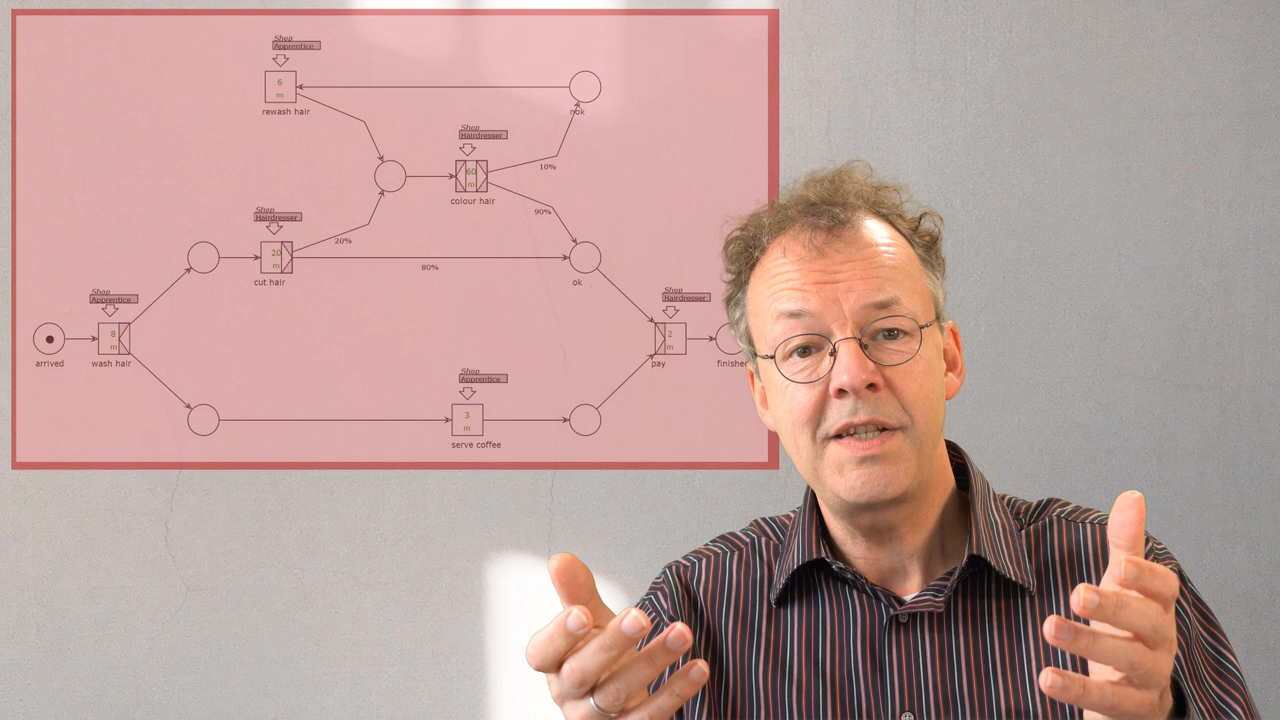 Shop
Apprentice
6
m
rewash hair
nok
Shop
Hairdresser
60
m
colour hair
10%
90%
Shop
Hairdresser
20
m
cut hair
20%
80%
ok
Shop
Apprentice
8
m
wash hair
arrived
Shop
Hairdresser
2
m
pay
finished
Shop
Apprentice
3
m
serve coffee